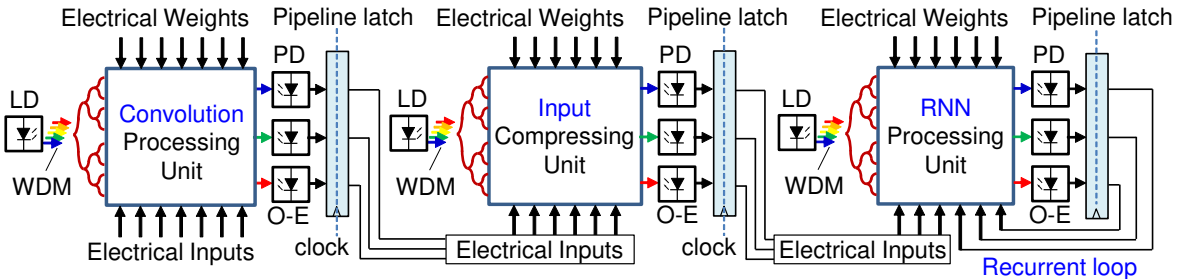 Electrical Weights
Pipeline latch
LD
WDM
Convolution
Processing
Unit
PD
O-E
Electrical Inputs
clock
Electrical Weights
Pipeline latch
LD
WDM
Input
Compressing
Unit
PD
O-E
Electrical Inputs
clock
Electrical Weights
Pipeline latch
LD
WDM
RNN
Processing
Unit
PD
O-E
Electrical Inputs
Recurrent loop